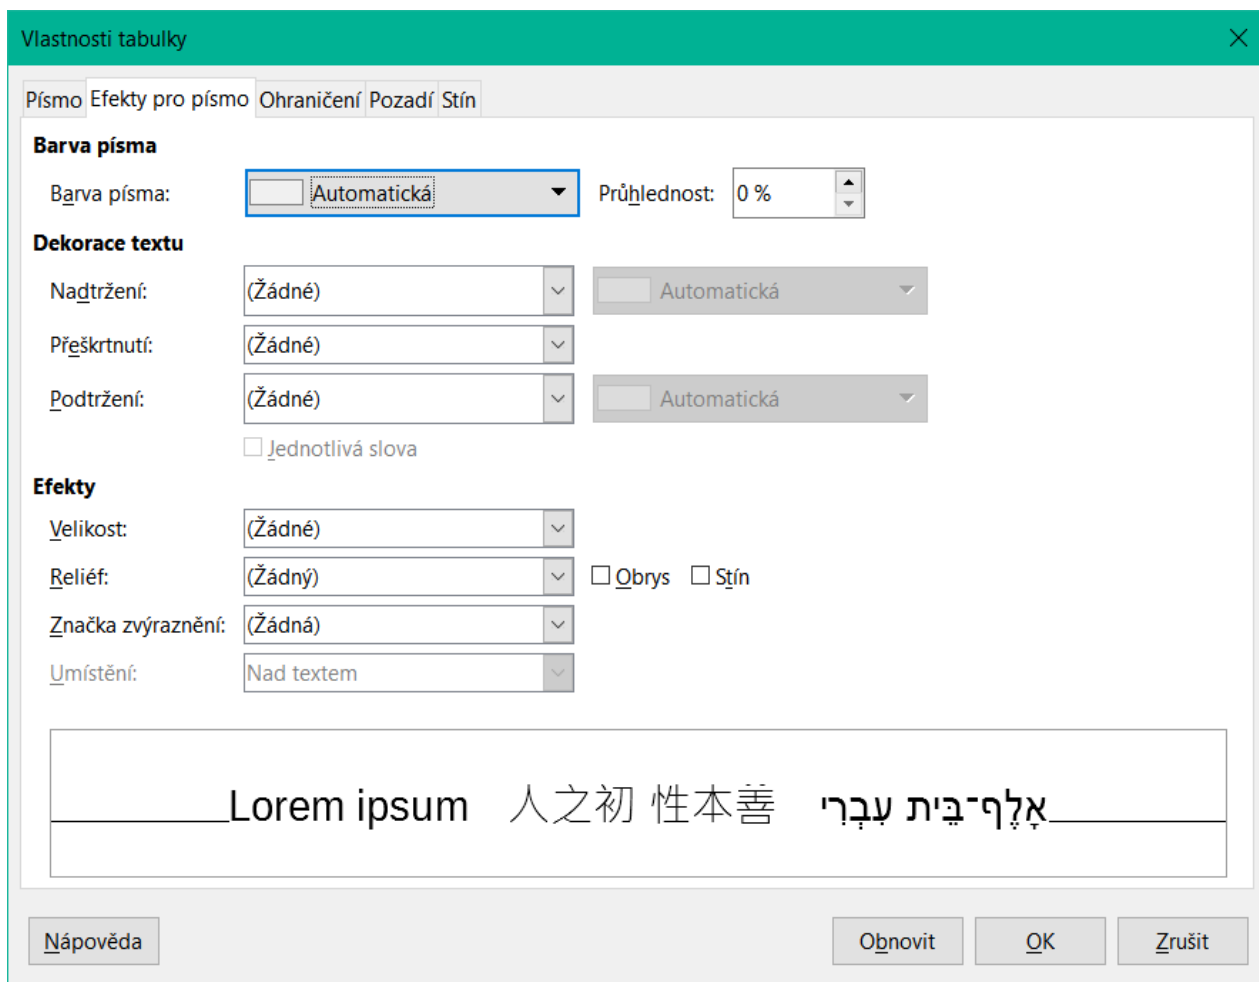 Vlastnosti tabulky
Písmo Efekty pro písmo Ohraničení Pozadí Stín
Barva písma
Barva písma: Automatická Průhlednost: 0 %
Dekorace textu
Nadtržení: (Žádné) Automatická
Přeškrtnutí: (Žádné)
Podtržení: (Žádné) Automatická
Jednotlivá slova
Efekty
Velikost: (Žádné)
Reliéf: (Žádný) Obrys Stín
Značka zvýraznění: (Žádná)
Umístění: Nad textem
Lorem ipsum 人之初 性本善 אָלֶף־בֵּית עִבְרִי
Nápověda Obnovit OK Zrušit